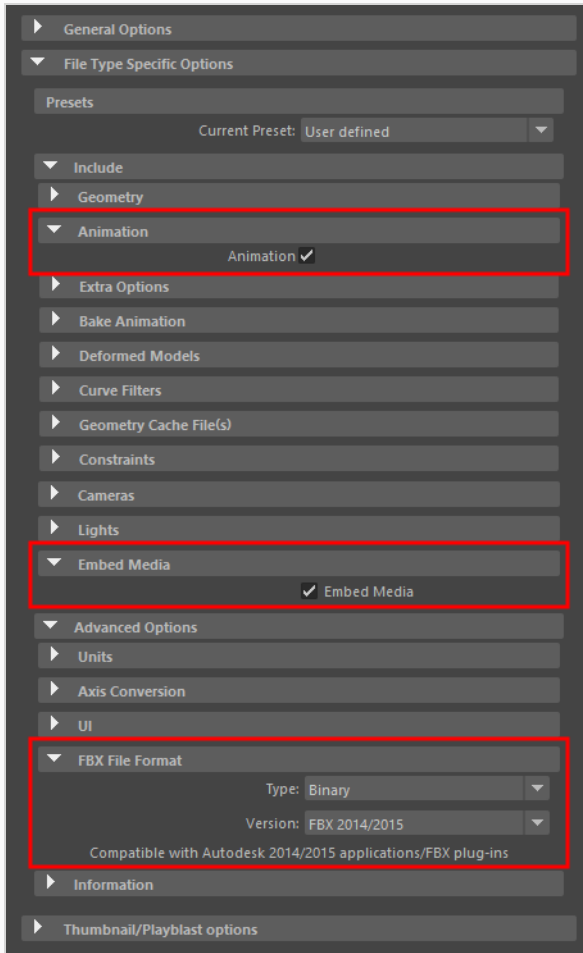 General Options
File Type Specific Options
Presets
Current Preset: User defined
Include
Geometry
Animation
Animation
Extra Options
Bake Animation
Deformed Models
Curve Filters
Geometry Cache File(s)
Constraints
Cameras
Lights
Embed Media
Embed Media
Advanced Options
Units
Axis Conversion
UI
FBX File Format
Type: Binary
Version: FBX 2014/2015
Compatible with Autodesk 2014/2015 applications/FBX plug-ins
Information
Thumbnail/Playblast options